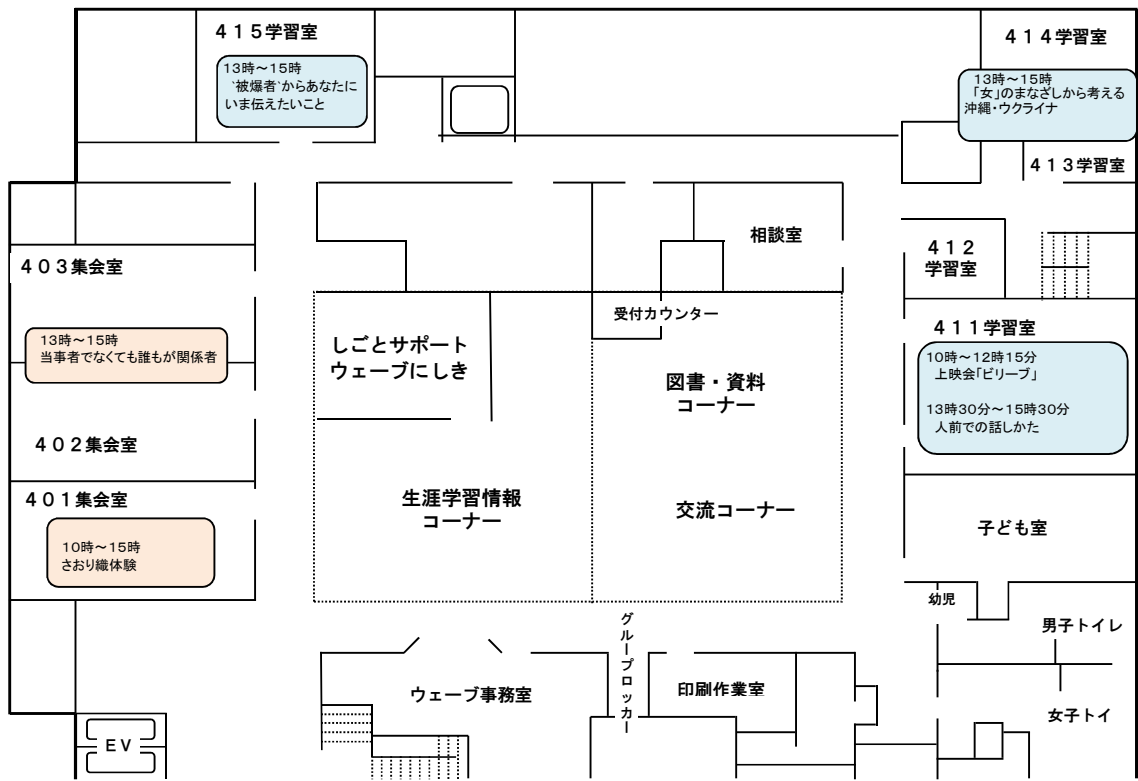 ４１５学習室
13時～15時
‘被爆者‘からあなたに
いま伝えたいこと
４１４学習室
13時～15時
「女」のまなざしから考える
沖縄・ウクライナ
４１３学習室
相談室
４１２
学習室
４０３集会室
受付カウンター
13時～15時
当事者でなくても誰もが関係者
しごとサポート
ウェーブにしき
図書・資料
コーナー
４１１学習室
10時～12時15分
上映会「ビリーブ」
13時30分～15時30分
人前での話しかた
４０２集会室
４０１集会室
10時～15時
さおり織体験
生涯学習情報
コーナー
交流コーナー
子ども室
幼児
男子トイレ
女子トイ
グループロッカー
ウェーブ事務室
印刷作業室
ＥＶ